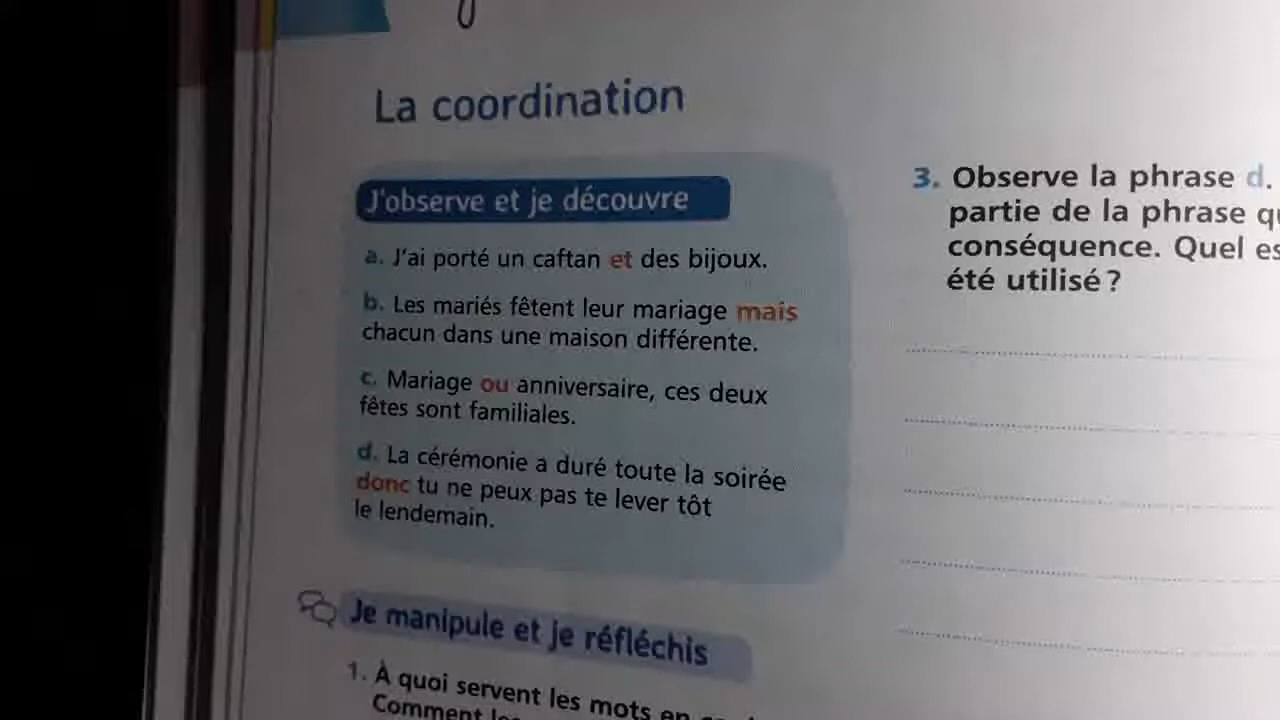 La coordination
J'observe et je découvre
a. J'ai porté un caftan et des bijoux.
b. Les mariés fêtent leur mariage mais
chacun dans une maison différente.
c. Mariage ou anniversaire, ces deux
fêtes sont familiales.
d. La cérémonie a duré toute la soirée
donc tu ne peux pas te lever tôt
le lendemain.
Je manipule et je réfléchis
1. À quoi servent les mots en
Comment
3. Observe la phrase d.
partie de la phrase
conséquence. Quel
été utilisé ?